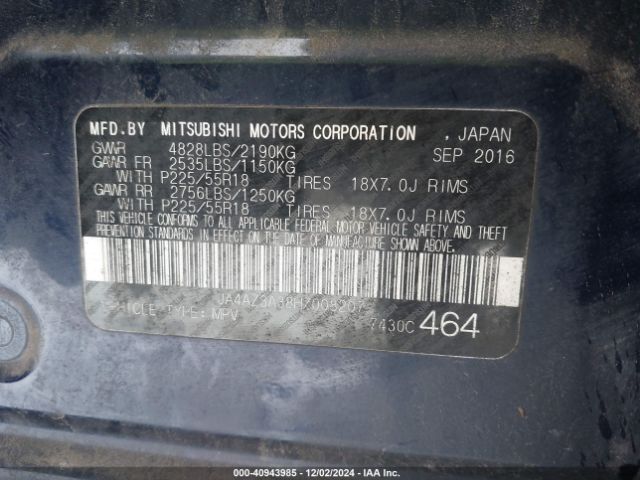 MFD.BY MITSUBISHI MOTORS CORPORATION , JAPAN
GVWR 4828LBS/2190KG SEP 2016
GAWR FR 2535LBS/1150KG
WITH P225/55R18 TIRES 18X7.0J RIMS
GAWR RR 2756LBS/1250KG
WITH P225/55R18 TIRES 18X7.0J RIMS
THIS VEHICLE CONFORMS TO ALL APPLICABLE FEDERAL MOTOR VEHICLE SAFETY AND THEFT
PREVENTION STANDARDS IN EFFECT ON THE DATE OF MANUFACTURE SHOWN ABOVE.
VEHICLE TYPE: MPV 7430C 464
000-40943985 - 12/02/2024 - IAA Inc.